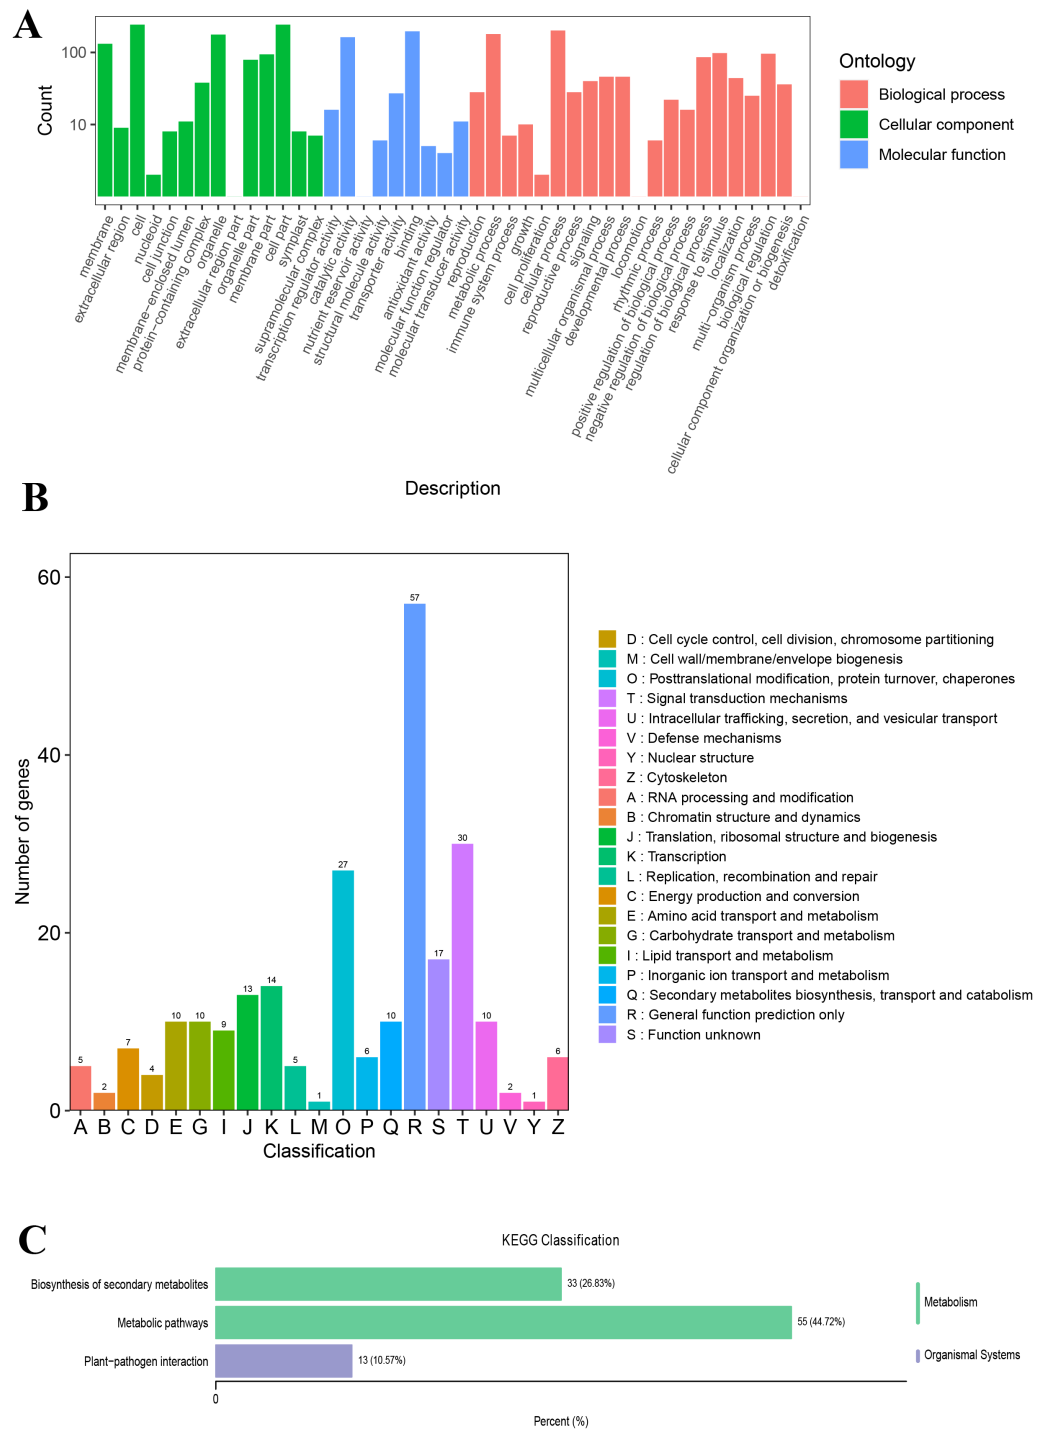 A
100
10
Count
membrane
extracellular region
cell
nucleoid
cell junction
membrane−enclosed lumen
protein−containing complex
organelle
extracellular region part
organelle part
membrane part
cell part
symplast
supramolecular complex
transcription regulator activity
catalytic activity
nutrient reservoir activity
structural molecule activity
transporter activity
binding
antioxidant activity
molecular function regulator
molecular transducer activity
reproduction
metabolic process
immune system process
growth
cell proliferation
cellular process
reproductive process
signaling
multicellular organismal process
developmental process
locomotion
rhythmic process
positive regulation of biological process
negative regulation of biological process
regulation of biological process
response to stimulus
localization
multi−organism process
biological regulation
cellular component organization or biogenesis
detoxification
Description
Ontology
Biological process
Cellular component
Molecular function
B
60
40
20
0
Number of genes
5
2
7
4
10
10
9
13
14
5
1
27
6
10
57
17
30
10
2
1
6
A B C D E G I J K L M O P Q R S T U V Y Z
Classification
D : Cell cycle control, cell division, chromosome partitioning
M : Cell wall/membrane/envelope biogenesis
O : Posttranslational modification, protein turnover, chaperones
T : Signal transduction mechanisms
U : Intracellular trafficking, secretion, and vesicular transport
V : Defense mechanisms
Y : Nuclear structure
Z : Cytoskeleton
A : RNA processing and modification
B : Chromatin structure and dynamics
J : Translation, ribosomal structure and biogenesis
K : Transcription
L : Replication, recombination and repair
C : Energy production and conversion
E : Amino acid transport and metabolism
G : Carbohydrate transport and metabolism
I : Lipid transport and metabolism
P : Inorganic ion transport and metabolism
Q : Secondary metabolites biosynthesis, transport and catabolism
R : General function prediction only
S : Function unknown
C
KEGG Classification
Biosynthesis of secondary metabolites
33 (26.83%)
Metabolic pathways
55 (44.72%)
Plant−pathogen interaction
13 (10.57%)
0
Percent (%)
Metabolism
Organismal Systems